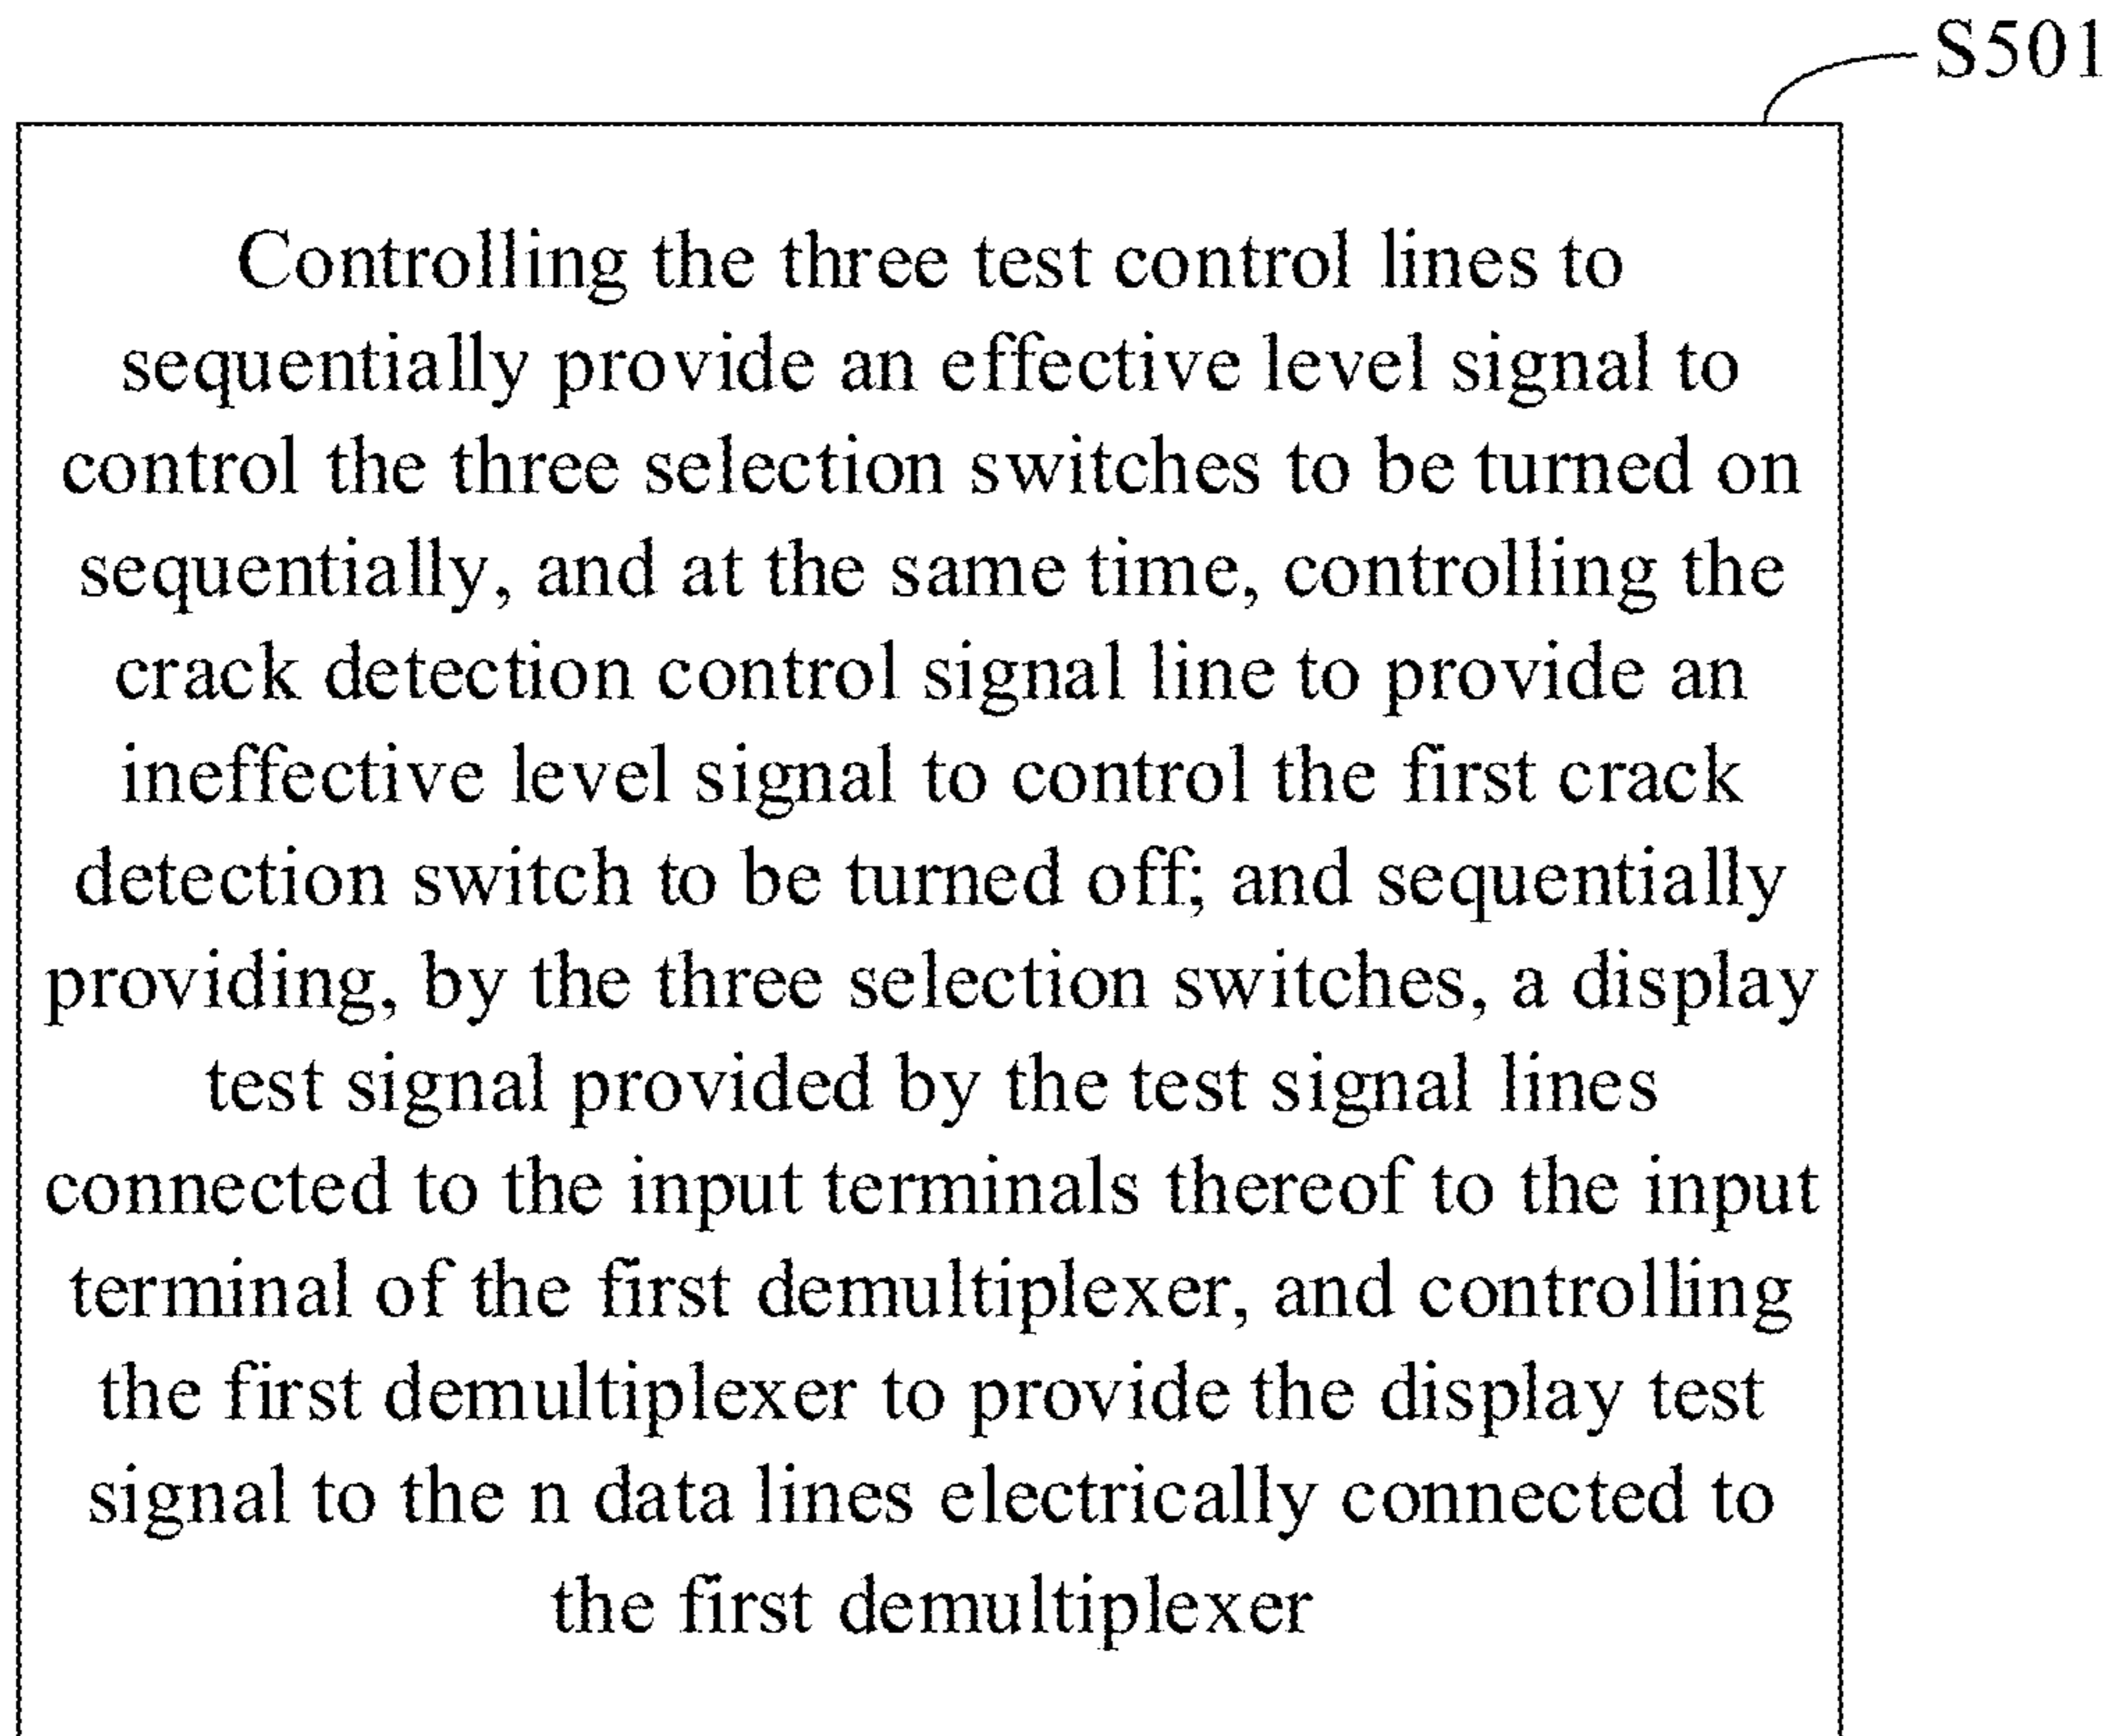 S501
Controlling the three test control lines to
sequentially provide an effective level signal to
control the three selection switches to be turned on
sequentially, and at the same time, controlling the
crack detection control signal line to provide an
ineffective level signal to control the first crack
detection switch to be turned off; and sequentially
providing, by the three selection switches, a display
test signal provided by the test signal lines
connected to the input terminals thereof to the input
terminal of the first demultiplexer, and controlling
the first demultiplexer to provide the display test
signal to the n data lines electrically connected to
the first demultiplexer